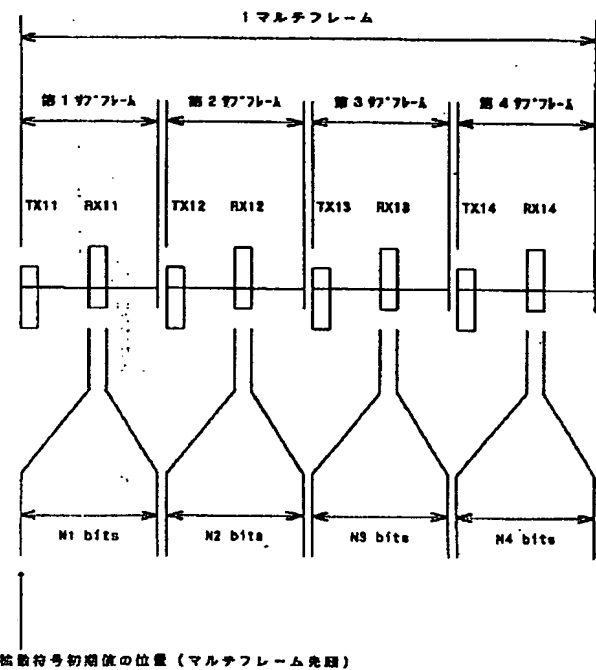 1マルチフレーム
第1サブフレーム 第2サブフレーム 第3サブフレーム 第4サブフレーム
TX11 RX11 TX12 RX12 TX13 RX13 TX14 RX14
N1 bits N2 bits N3 bits N4 bits
拡散符号初期値の位置(マルチフレーム先頭)